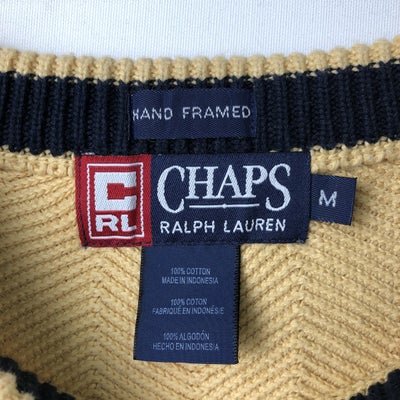 HAND FRAMED
C
RL
CHAPS
RALPH LAUREN
M
100% COTTON
MADE IN INDONESIA
100% COTON
FABRIQUÉ EN INDONESIA
100% ALGODÓN
HECHO EN INDONESIA